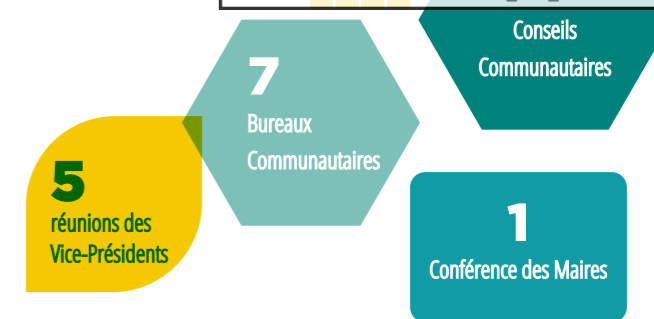 Conseils
Communautaires
7
Bureaux
Communautaires
5
réunions des
Vice-Présidents
1
Conférence des Maires